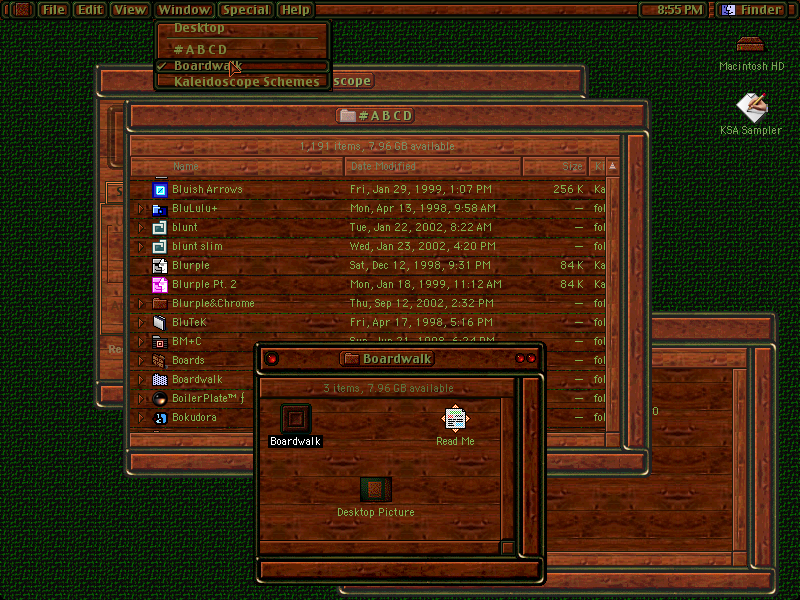 File Edit View Window Special Help 8:55 PM Finder
Desktop
#ABCD
✓ Boardwalk
Kaleidoscope Schemes
scope
Macintosh HD
KSA Sampler
#ABCD
1,191 items, 7.96 GB available
Name Date Modified Size K
Bluish Arrows Fri, Jan 29, 1999, 1:07 PM 256 K Ka
BluLulu+ Mon, Apr 13, 1998, 9:58 AM — fol
blunt Tue, Jan 22, 2002, 8:22 AM — fol
blunt slim Wed, Jan 23, 2002, 4:20 PM — fol
Blurple Sat, Dec 12, 1998, 9:31 PM 84 K Ka
Blurple Pt. 2 Mon, Jan 18, 1999, 11:12 AM 84 K Ka
Blurple&Chrome Thu, Sep 12, 2002, 2:32 PM — fol
BluTeK Fri, Apr 17, 1998, 5:16 PM — fol
BM+C Sun, Jun 21, 1998, 6:24 PM — fol
Boards — fol
Boardwalk — fol
BoilerPlate™ ƒ — fol
Bokudora — fol
Boardwalk
3 items, 7.96 GB available
Boardwalk
Read Me
Desktop Picture